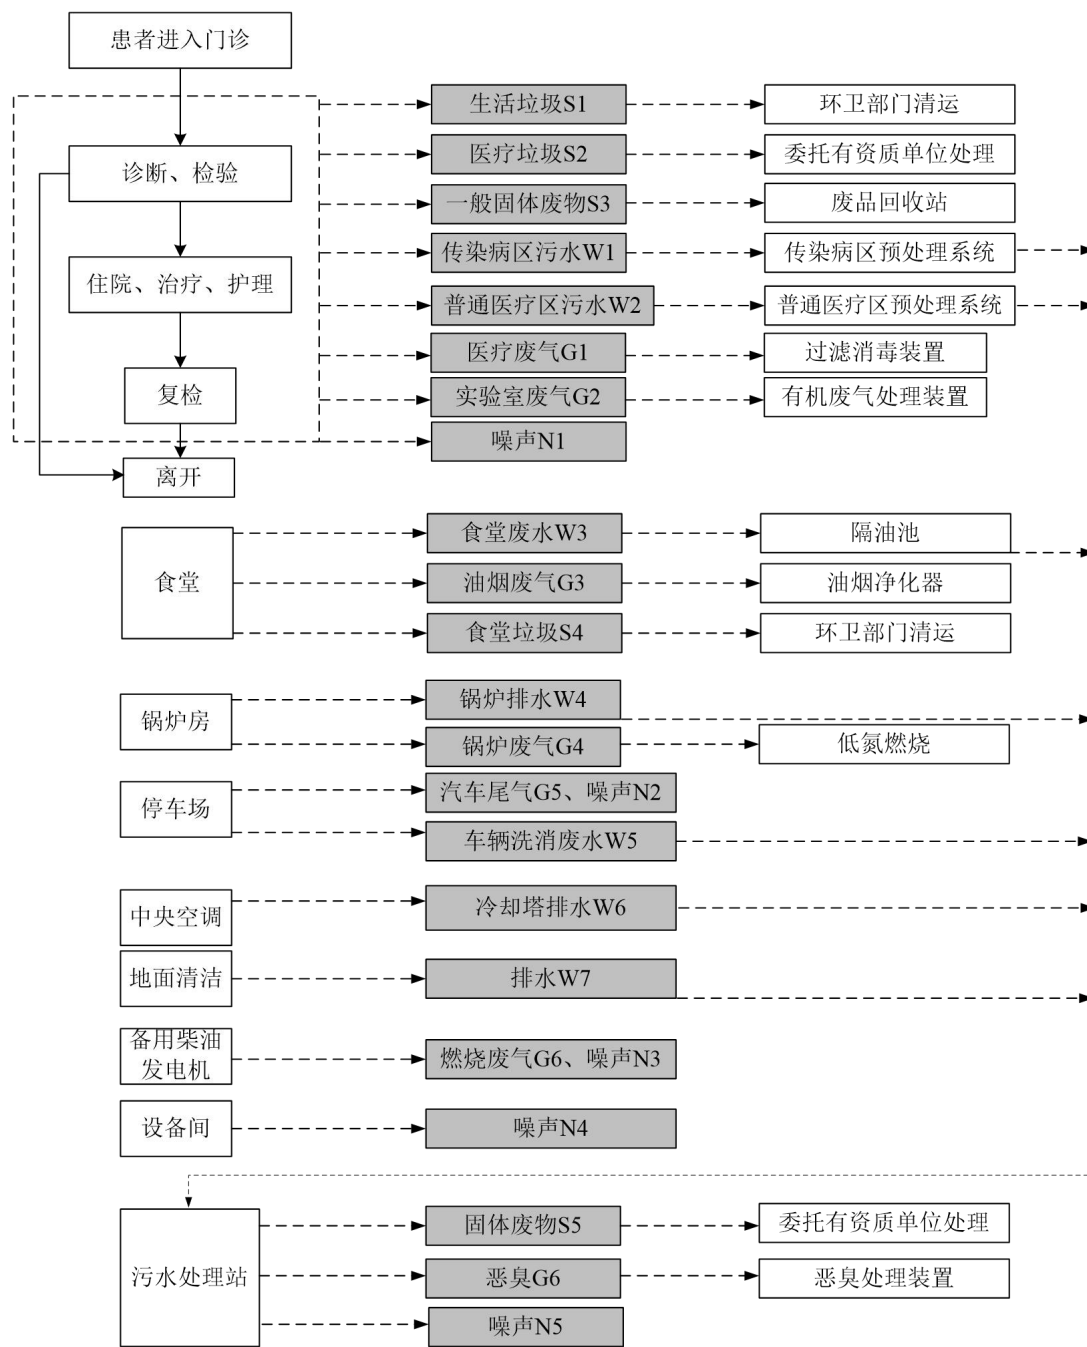 患者进入门诊
生活垃圾S1
环卫部门清运
诊断、检验
医疗垃圾S2
委托有资质单位处理
一般固体废物S3
废品回收站
传染病区污水W1
传染病区预处理系统
住院、治疗、护理
普通医疗区污水W2
普通医疗区预处理系统
医疗废气G1
过滤消毒装置
复检
实验室废气G2
有机废气处理装置
噪声N1
离开
食堂废水W3
隔油池
食堂
油烟废气G3
油烟净化器
食堂垃圾S4
环卫部门清运
锅炉房
锅炉排水W4
锅炉废气G4
低氮燃烧
停车场
汽车尾气G5、噪声N2
车辆洗消废水W5
中央空调
冷却塔排水W6
地面清洁
排水W7
备用柴油
发电机
燃烧废气G6、噪声N3
设备间
噪声N4
固体废物S5
委托有资质单位处理
污水处理站
恶臭G6
恶臭处理装置
噪声N5